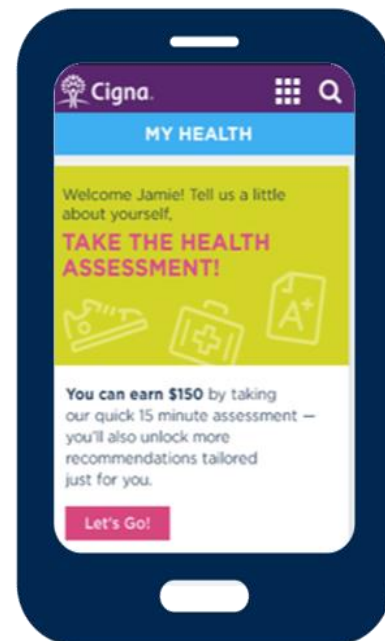 Cigna.
MY HEALTH
Welcome Jamie! Tell us a little
about yourself,
TAKE THE HEALTH
ASSESSMENT!
A+
You can earn $150 by taking
our quick 15 minute assessment —
you'll also unlock more
recommendations tailored
just for you.
Let's Go!